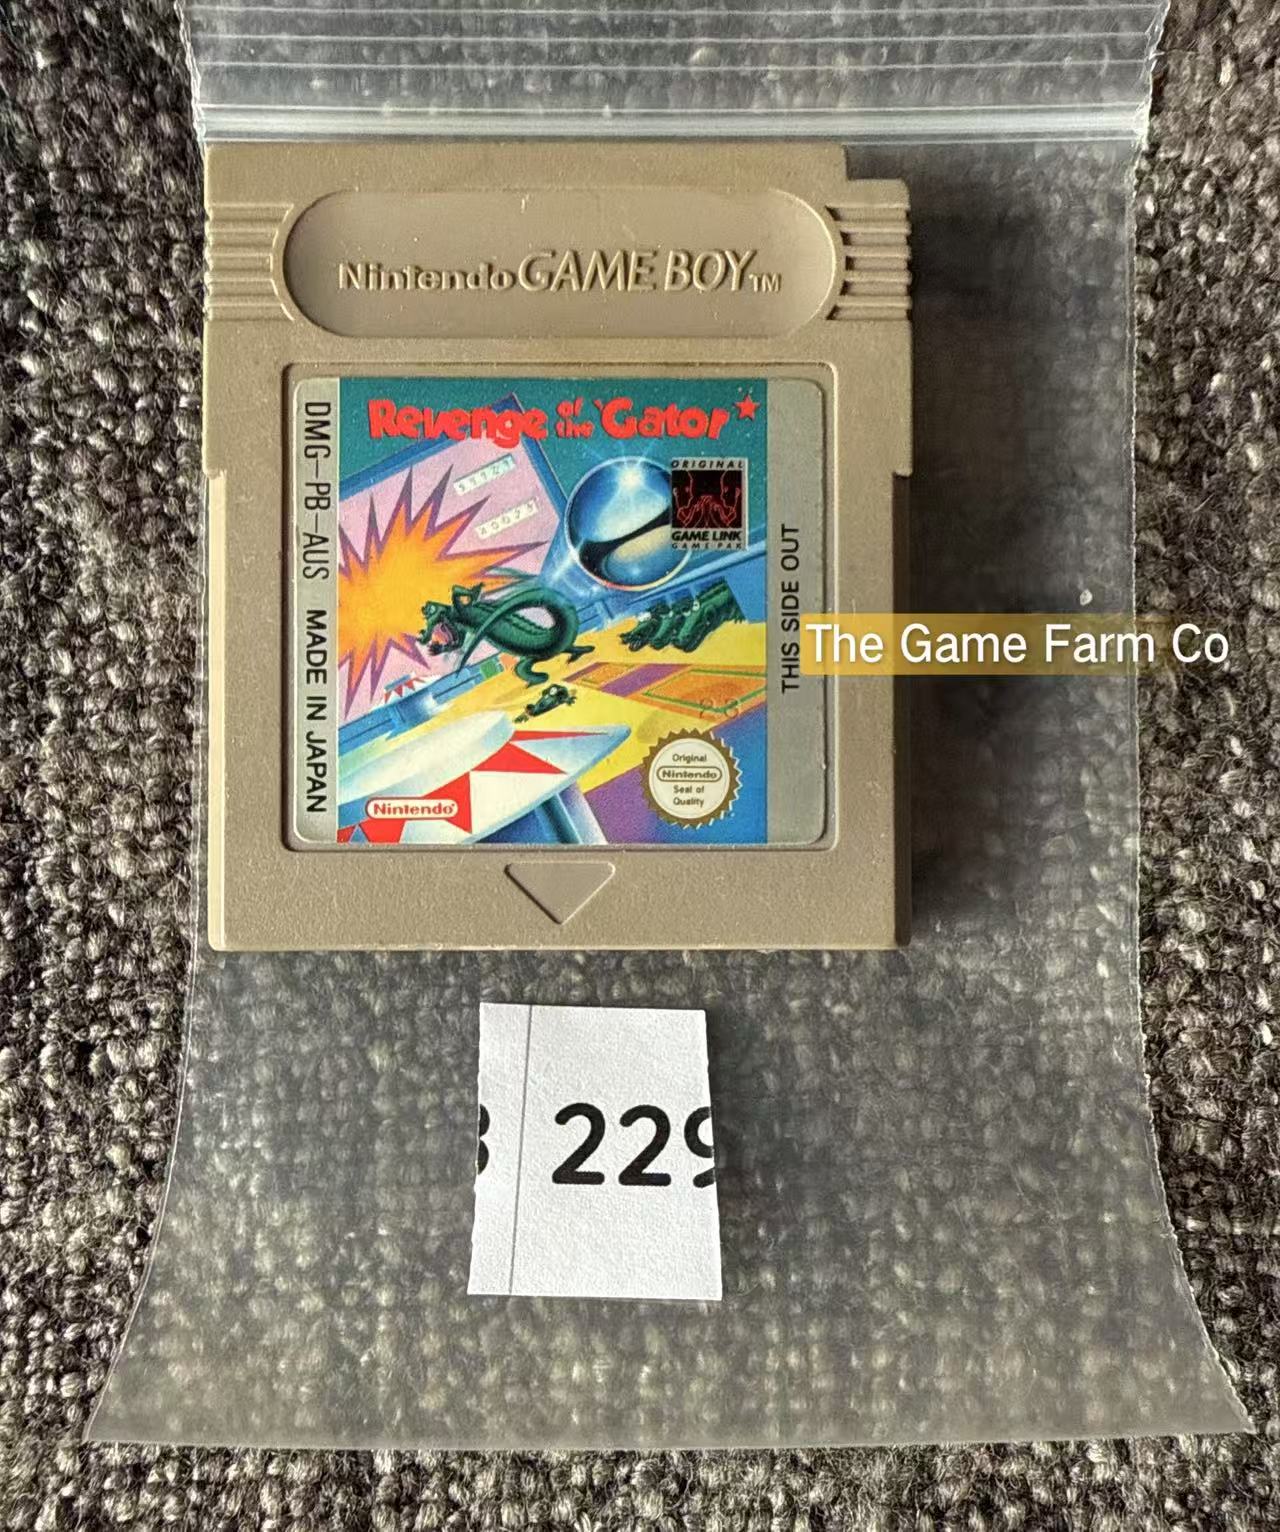 Nintendo GAME BOY TM
DMG-PB-AUS MADE IN JAPAN
Revenge of the 'Gator
ORIGINAL
GAME LINK
GAME PAK
THIS SIDE OUT
The Game Farm Co
Original
Nintendo
Seal of
Quality
Nintendo
229